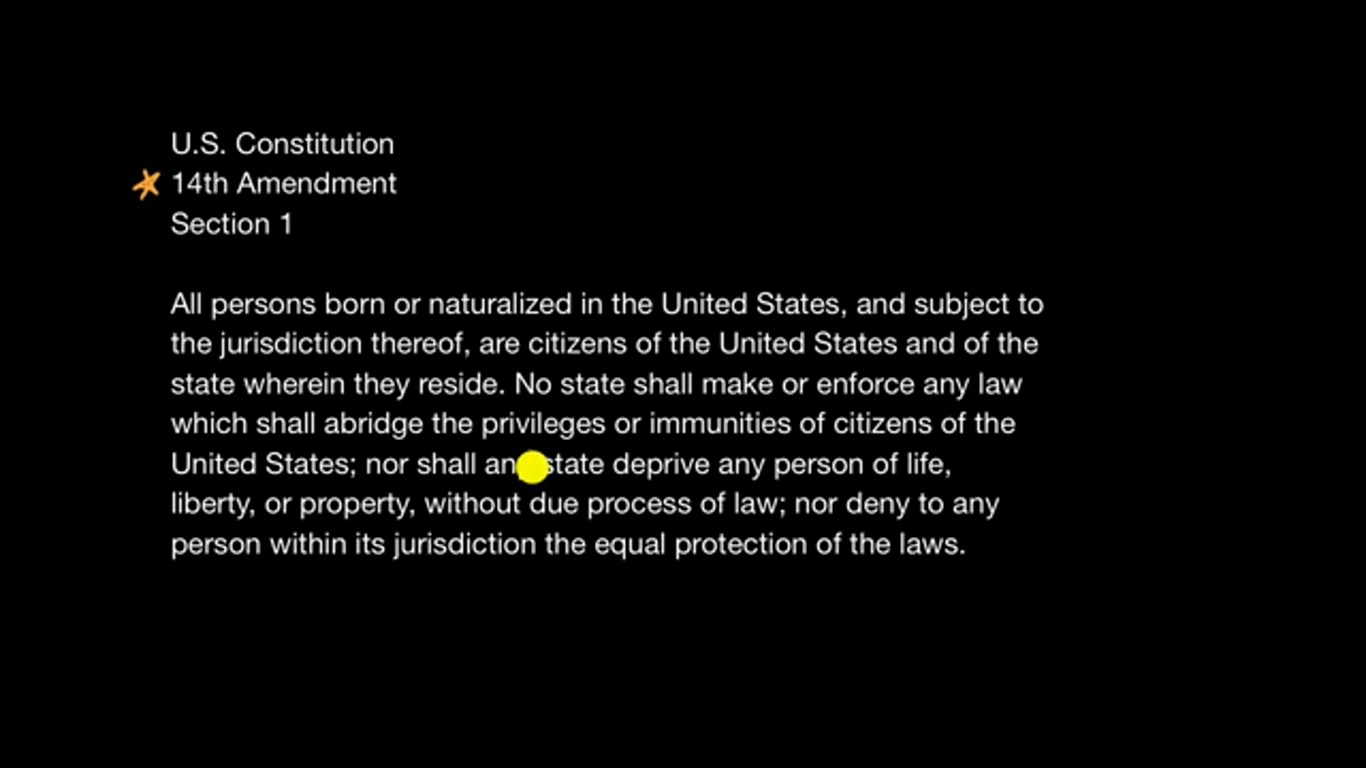 U.S. Constitution
14th Amendment
Section 1
All persons born or naturalized in the United States, and subject to
the jurisdiction thereof, are citizens of the United States and of the
state wherein they reside. No state shall make or enforce any law
which shall abridge the privileges or immunities of citizens of the
United States; nor shall any state deprive any person of life,
liberty, or property, without due process of law; nor deny to any
person within its jurisdiction the equal protection of the laws.